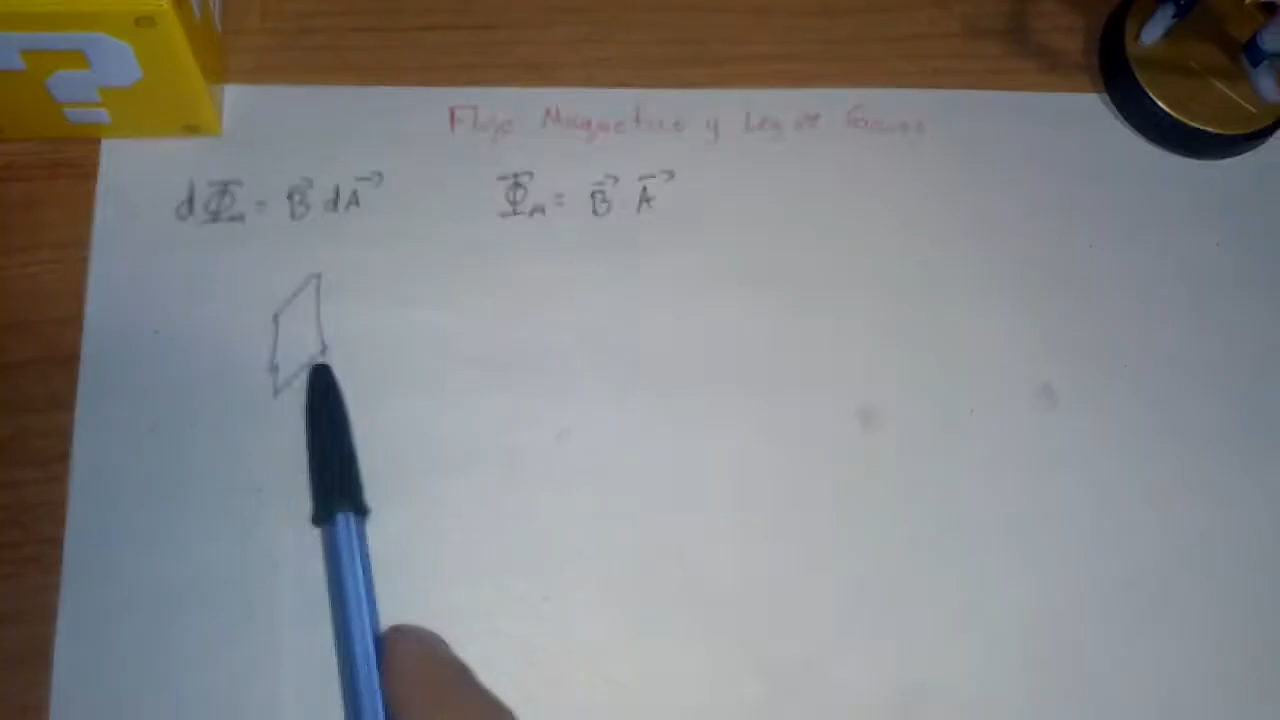 Flujo Magnetico y Ley de Gauss
dΦₘ = B⃗ dA⃗
Φₘ = B⃗ A⃗
?